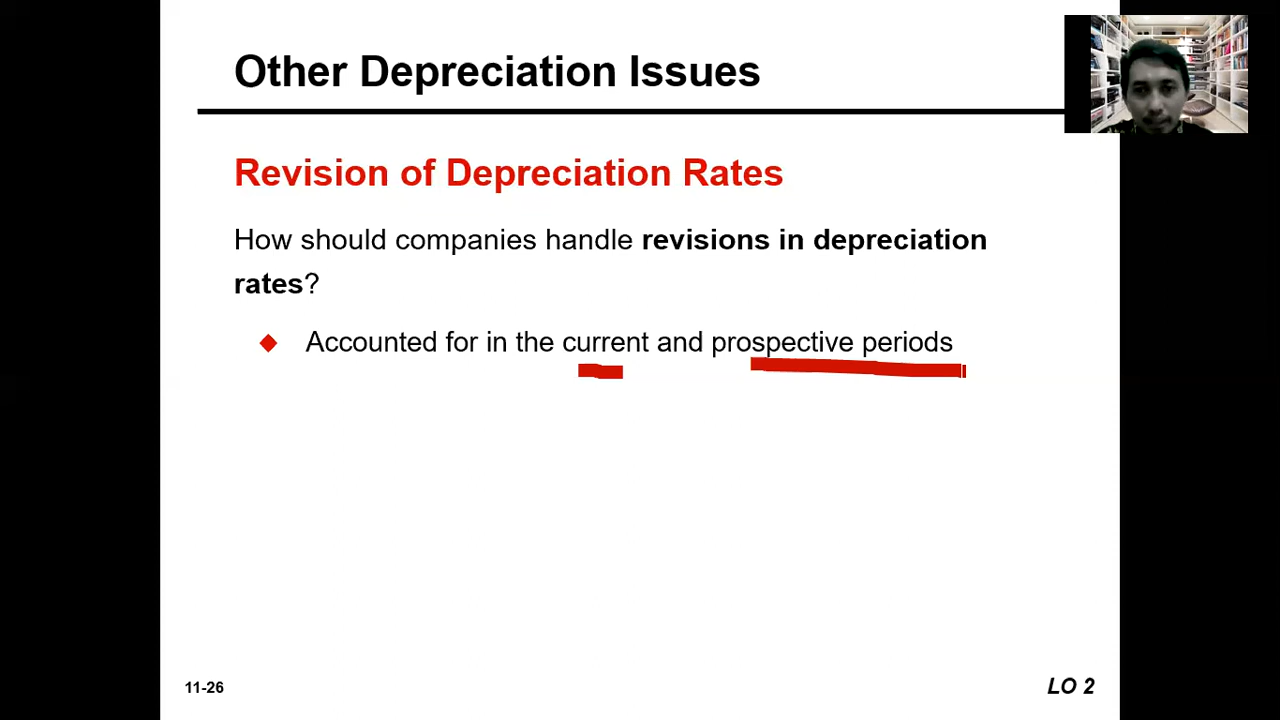 Other Depreciation Issues
Revision of Depreciation Rates
How should companies handle revisions in depreciation
rates?
Accounted for in the current and prospective periods
11-26
LO 2